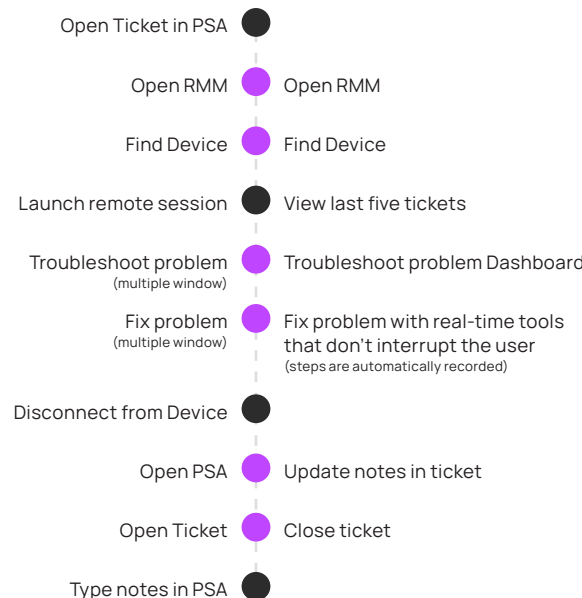 Open Ticket in PSA
Open RMM
Open RMM
Find Device
Find Device
Launch remote session
View last five tickets
Troubleshoot problem
(multiple window)
Troubleshoot problem Dashboard
Fix problem
(multiple window)
Fix problem with real-time tools
that don't interrupt the user
(steps are automatically recorded)
Disconnect from Device
Open PSA
Update notes in ticket
Open Ticket
Close ticket
Type notes in PSA